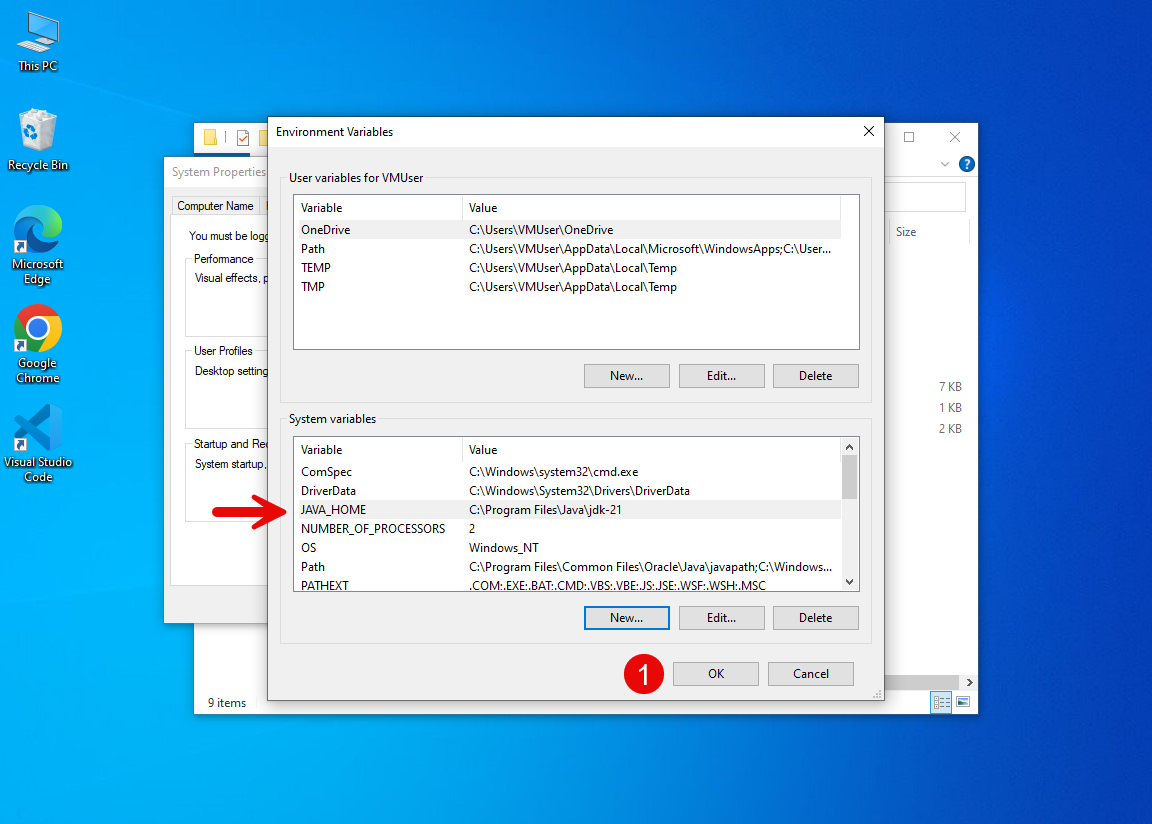 This PC
Recycle Bin
Microsoft
Edge
Google
Chrome
Visual Studio
Code
?
System Properties
Computer Name
You must be logg
Performance
Visual effects, p
User Profiles
Desktop setting
Startup and Rec
System startup,
Environment Variables
User variables for VMUser
Variable Value
OneDrive C:\Users\VMUser\OneDrive
Path C:\Users\VMUser\AppData\Local\Microsoft\WindowsApps;C:\User...
TEMP C:\Users\VMUser\AppData\Local\Temp
TMP C:\Users\VMUser\AppData\Local\Temp
New... Edit... Delete
System variables
Variable Value
ComSpec C:\Windows\system32\cmd.exe
DriverData C:\Windows\System32\Drivers\DriverData
JAVA_HOME C:\Program Files\Java\jdk-21
NUMBER_OF_PROCESSORS 2
OS Windows_NT
Path C:\Program Files\Common Files\Oracle\Java\javapath;C:\Windows...
PATHEXT .COM;.EXE;.BAT;.CMD;.VBS;.VBE;.JS;.JSE;.WSF;.WSH;.MSC
New... Edit... Delete
1 OK Cancel
Size
7 KB
1 KB
2 KB
9 items